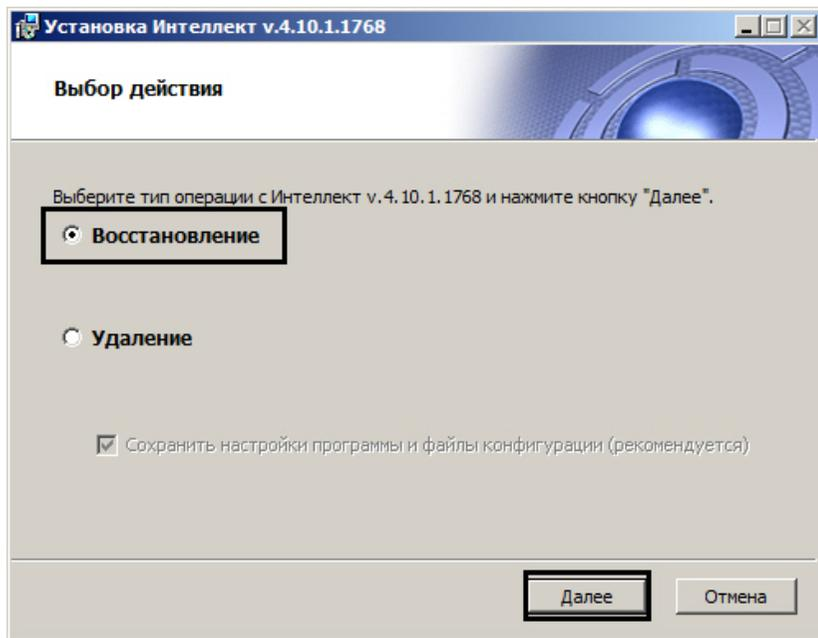 Установка Интеллект v.4.10.1.1768
Выбор действия
Выберите тип операции с Интеллект v.4.10.1.1768 и нажмите кнопку "Далее".
Восстановление
Удаление
Сохранить настройки программы и файлы конфигурации (рекомендуется)
Далее Отмена